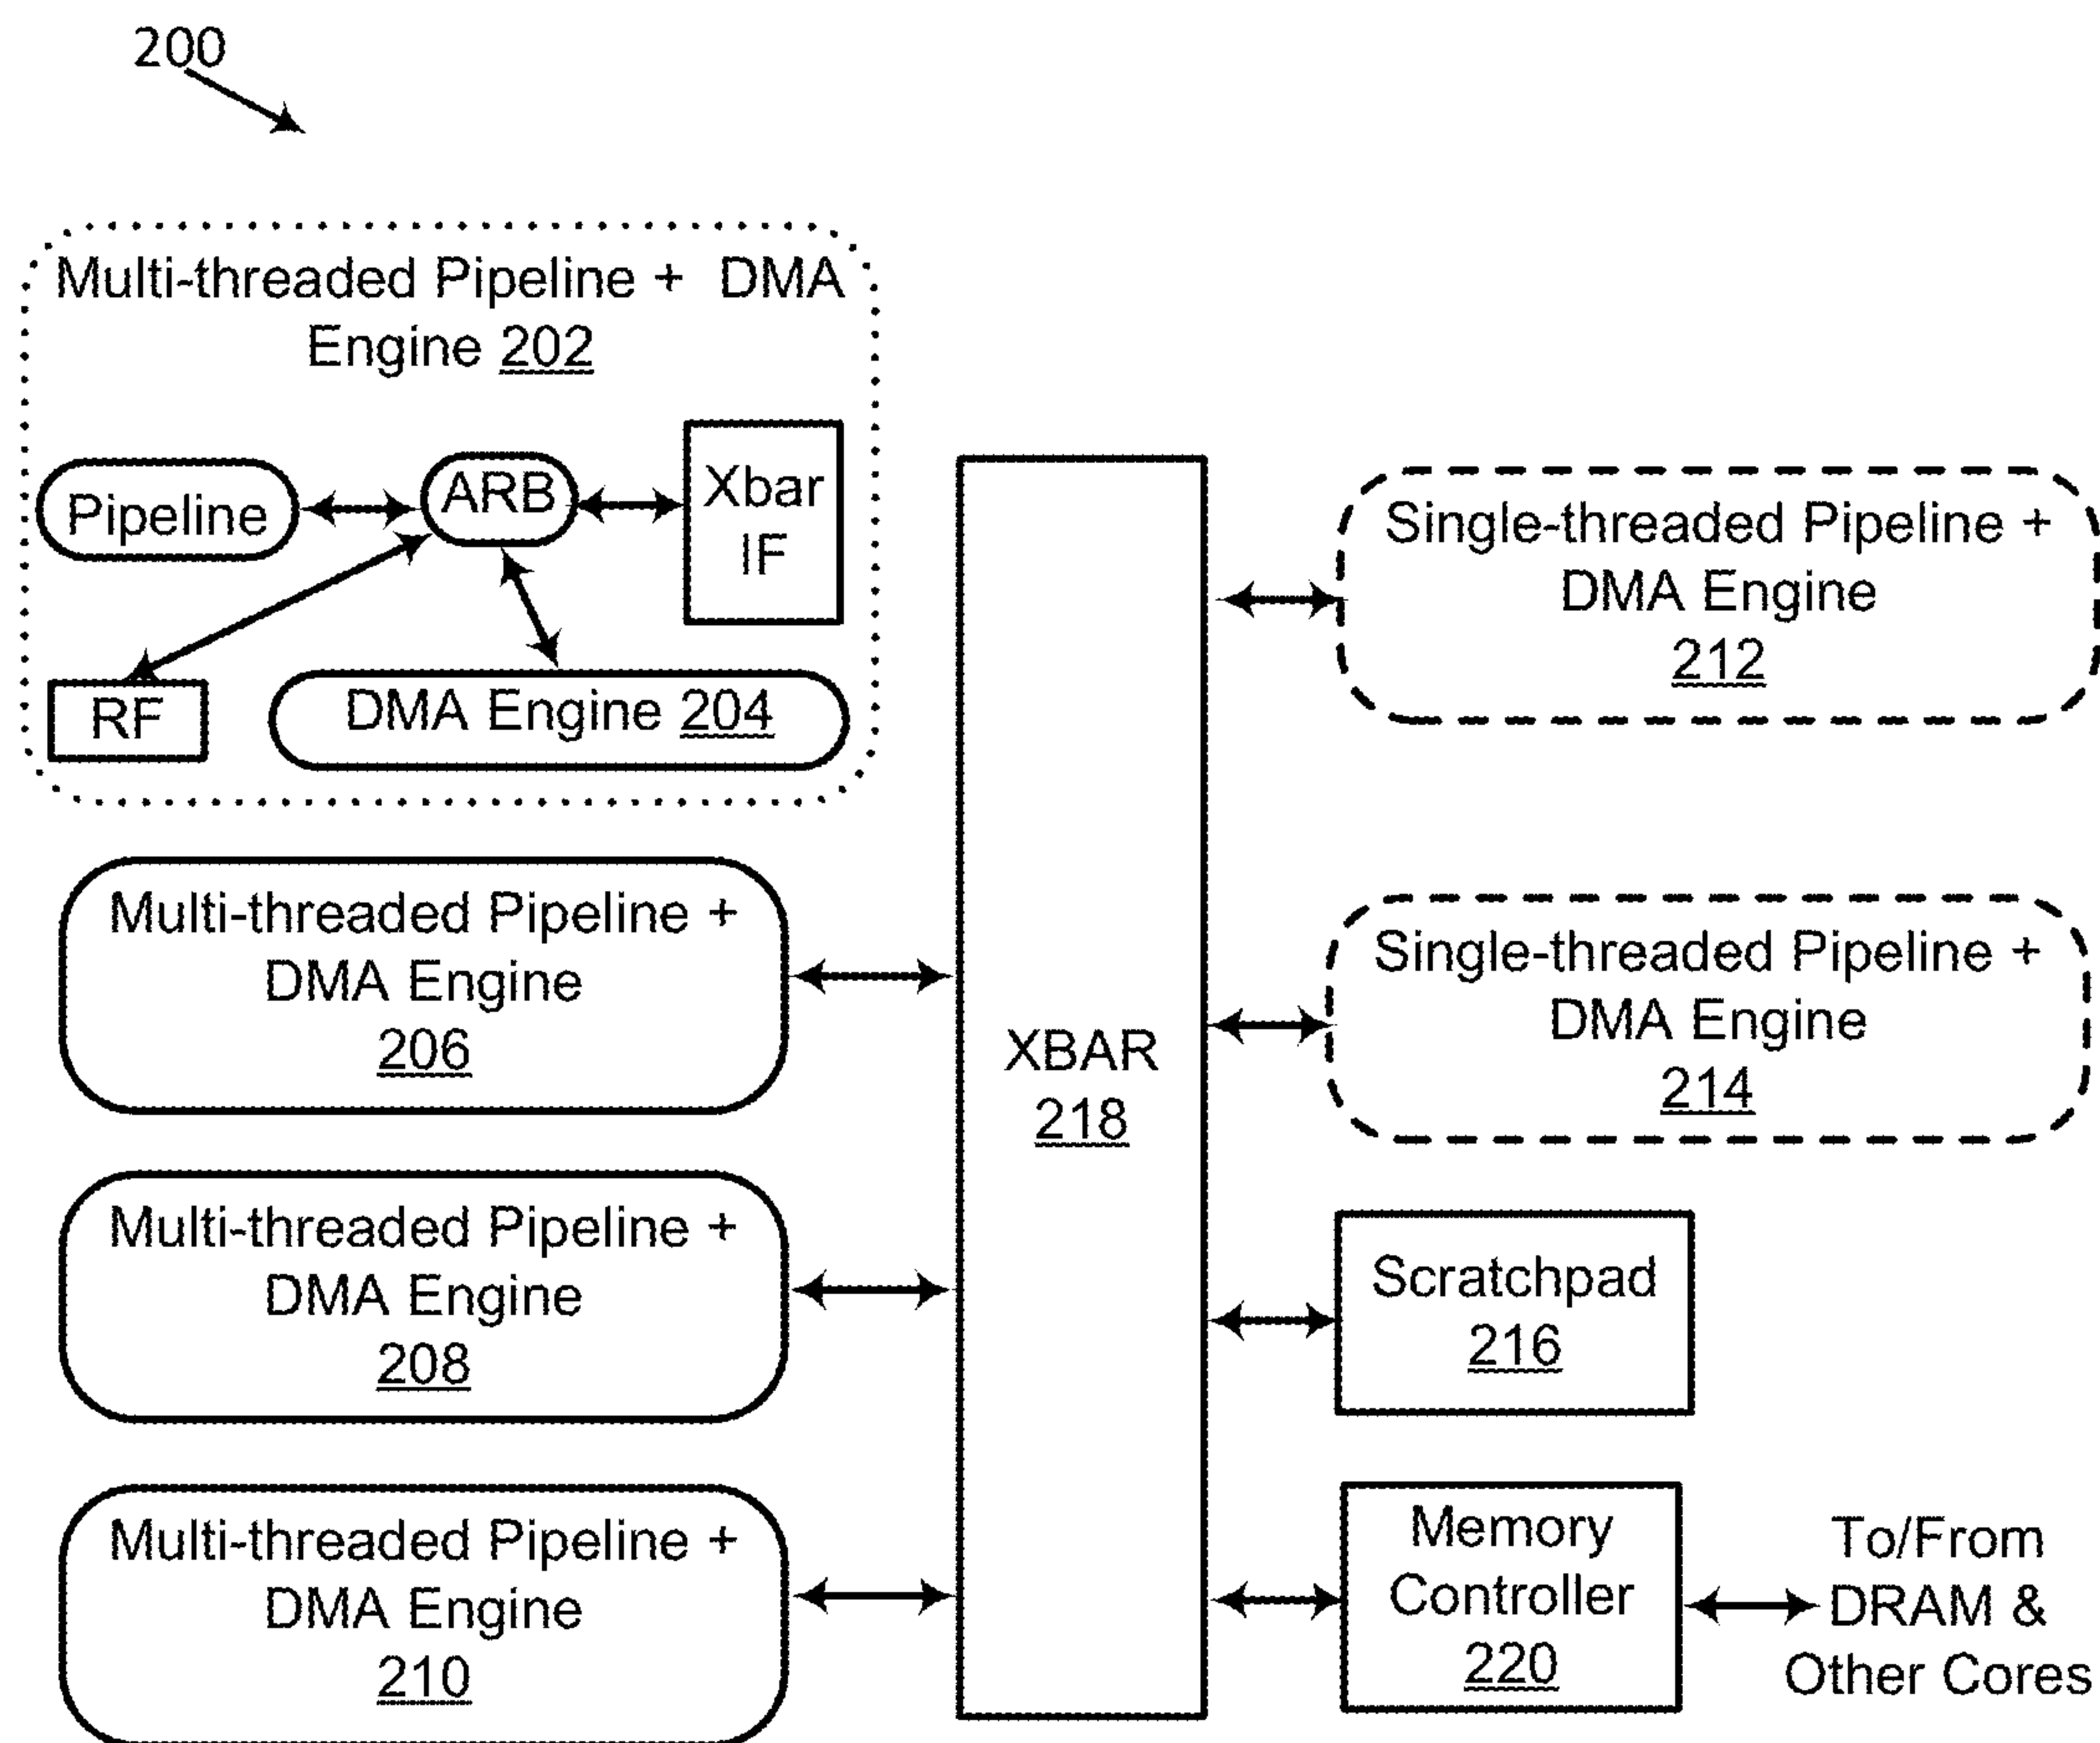 200
Multi-threaded Pipeline + DMA
Engine 202
Pipeline
ARB
Xbar
IF
RF
DMA Engine 204
Multi-threaded Pipeline +
DMA Engine
206
Multi-threaded Pipeline +
DMA Engine
208
Multi-threaded Pipeline +
DMA Engine
210
XBAR
218
Single-threaded Pipeline +
DMA Engine
212
Single-threaded Pipeline +
DMA Engine
214
Scratchpad
216
Memory
Controller
220
To/From
DRAM &
Other Cores